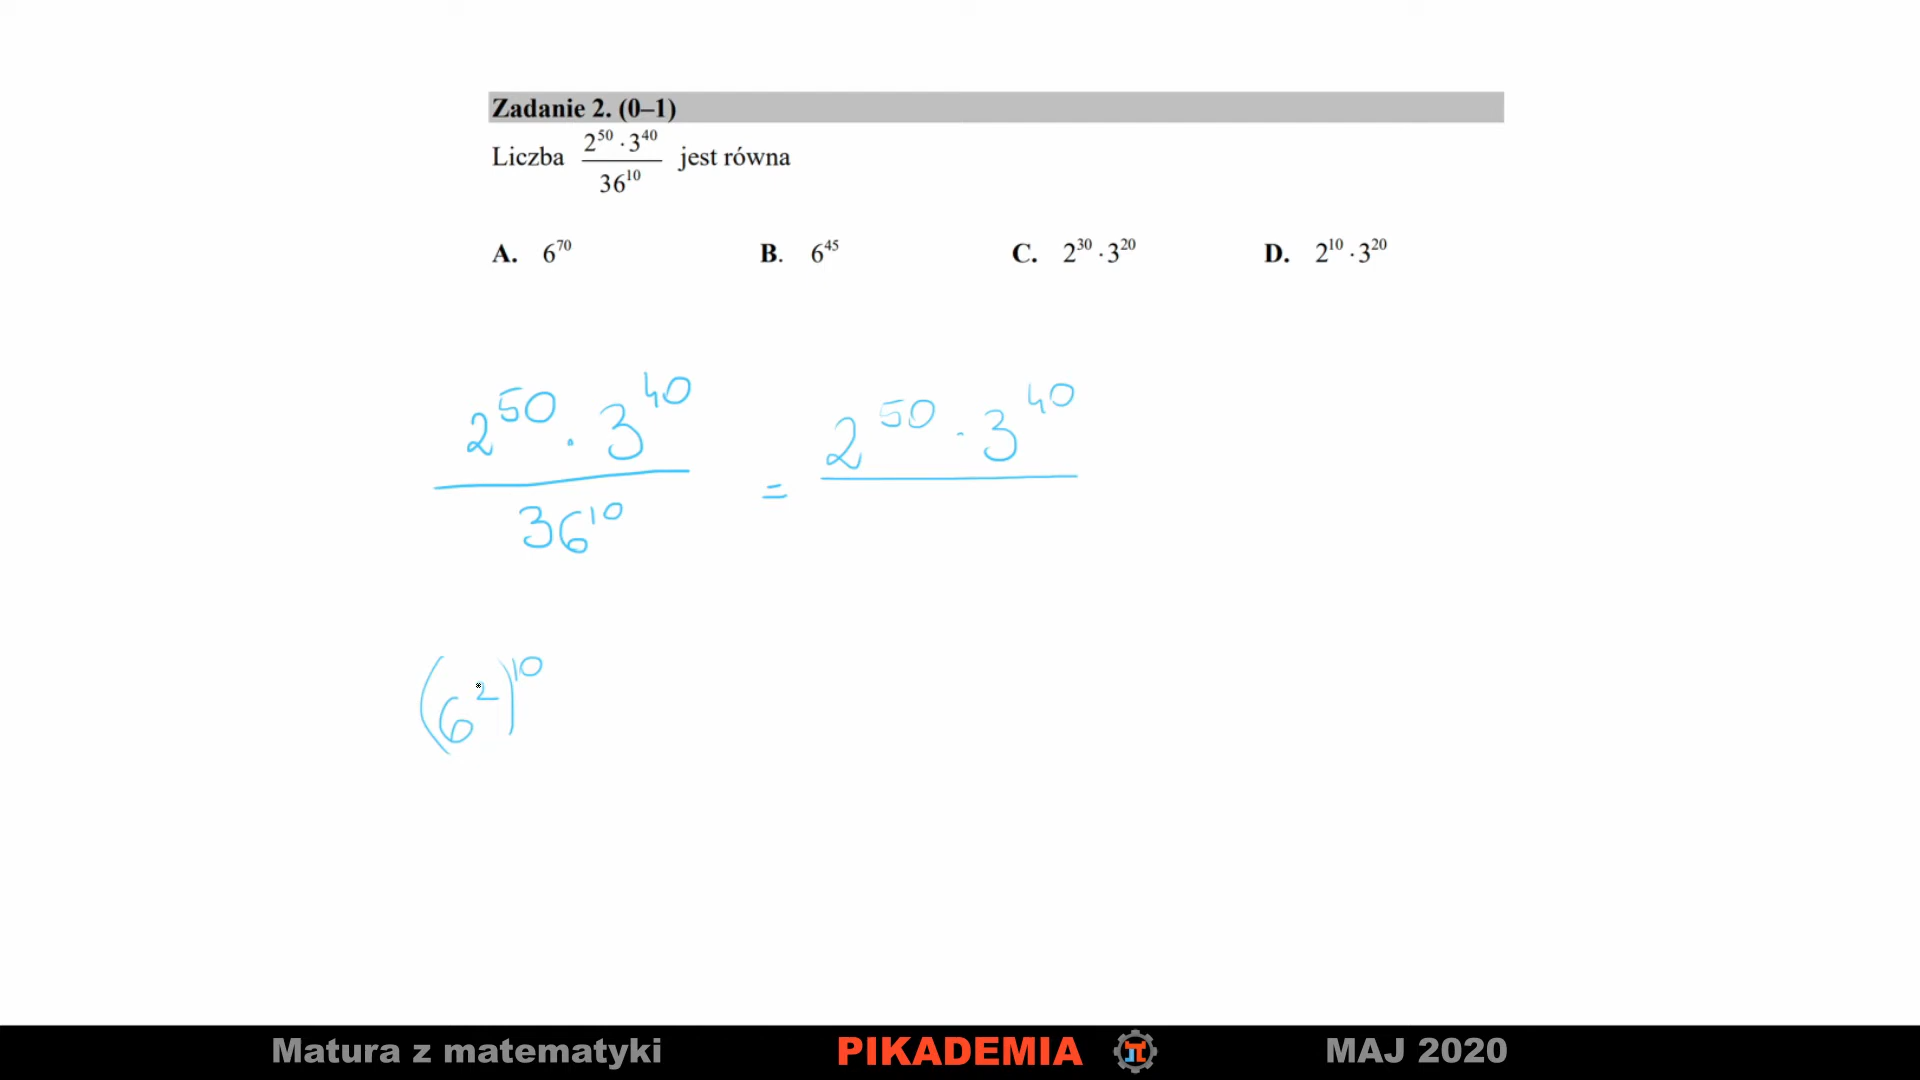 Zadanie 2. (0–1)
Liczba 2^50 · 3^40 / 36^10 jest równa
A. 6^70 B. 6^45 C. 2^30 · 3^20 D. 2^10 · 3^20
2^50 · 3^40 / 36^10 = 2^50 · 3^40
(6^2)^10
Matura z matematyki PIKADEMIA π MAJ 2020